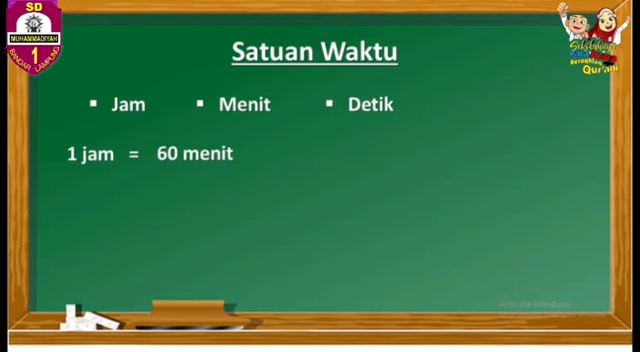 SD
MUHAMMADIYAH
1
BANDAR LAMPUNG
Qur'ani
Satuan Waktu
▪ Jam ▪ Menit ▪ Detik
1 jam = 60 menit
Activate Windows